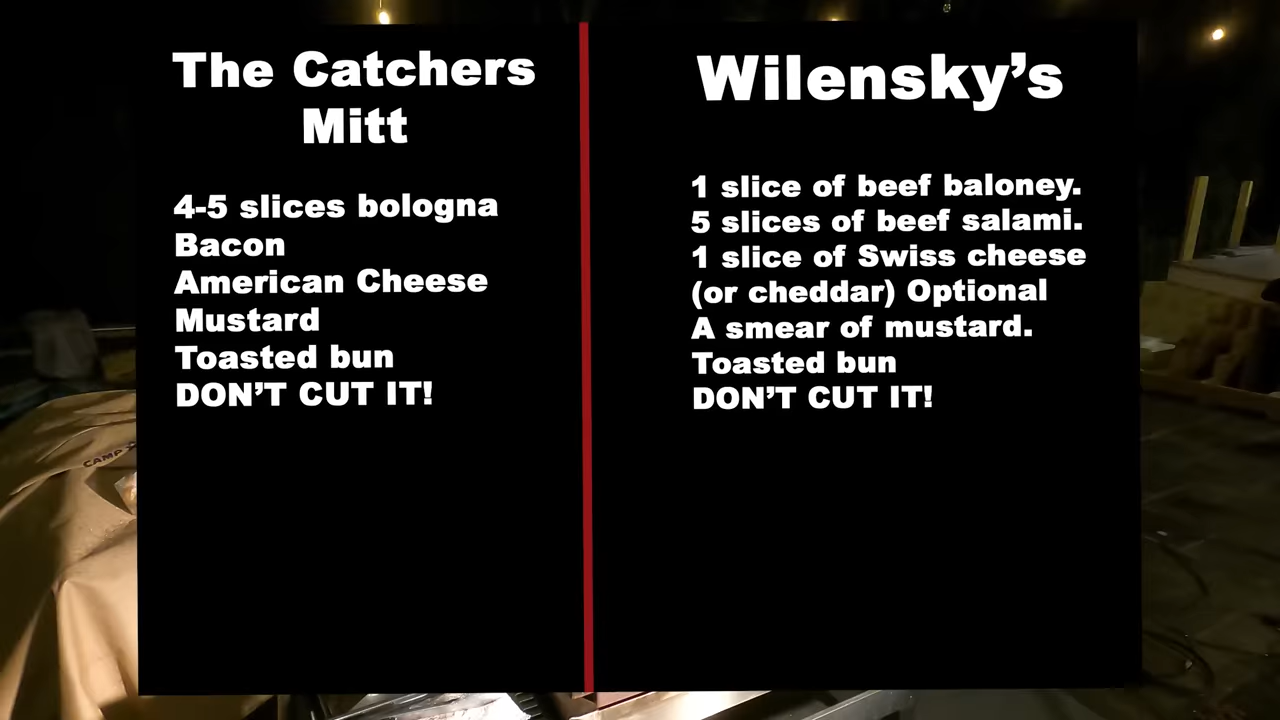 The Catchers
Mitt
4-5 slices bologna
Bacon
American Cheese
Mustard
Toasted bun
DON'T CUT IT!
Wilensky's
1 slice of beef baloney.
5 slices of beef salami.
1 slice of Swiss cheese
(or cheddar) Optional
A smear of mustard.
Toasted bun
DON'T CUT IT!
CAMP